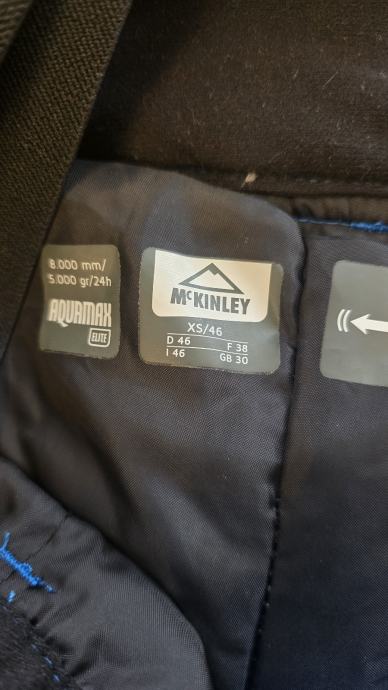 8.000 mm/
5.000 gr/24h
AQUAMAX
ELITE
McKINLEY
XS/46
D 46 F 38
I 46 GB 30